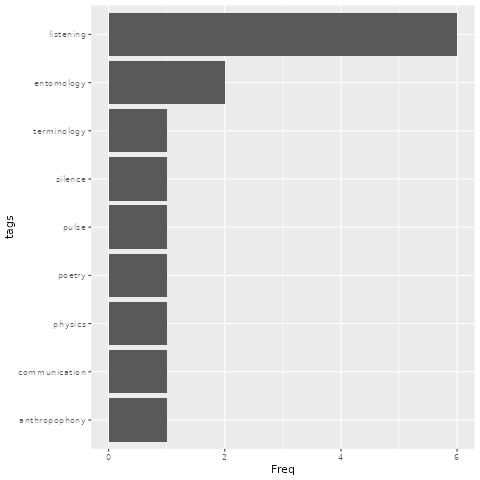 listening
entomology
terminology
silence
pulse
poetry
physics
communication
anthropophony
tags
0 2 4 6
Freq